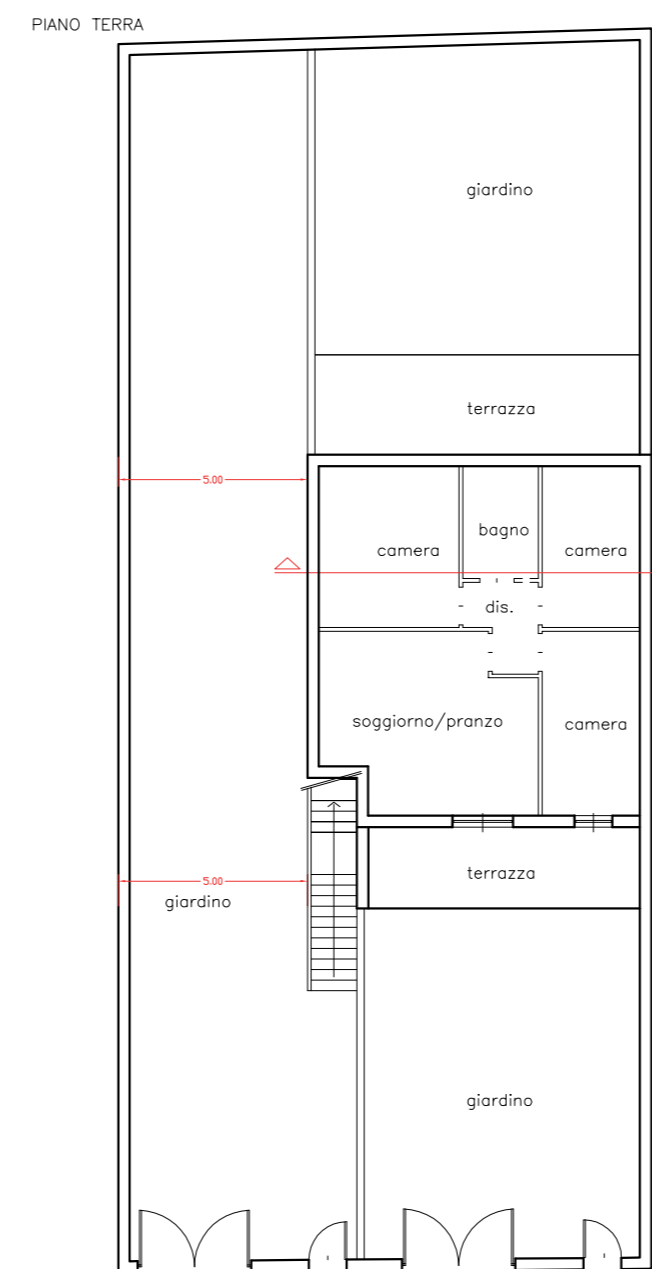 PIANO TERRA
giardino
terrazza
5.00
bagno
camera
camera
dis.
soggiorno/pranzo
camera
terrazza
5.00
giardino
giardino